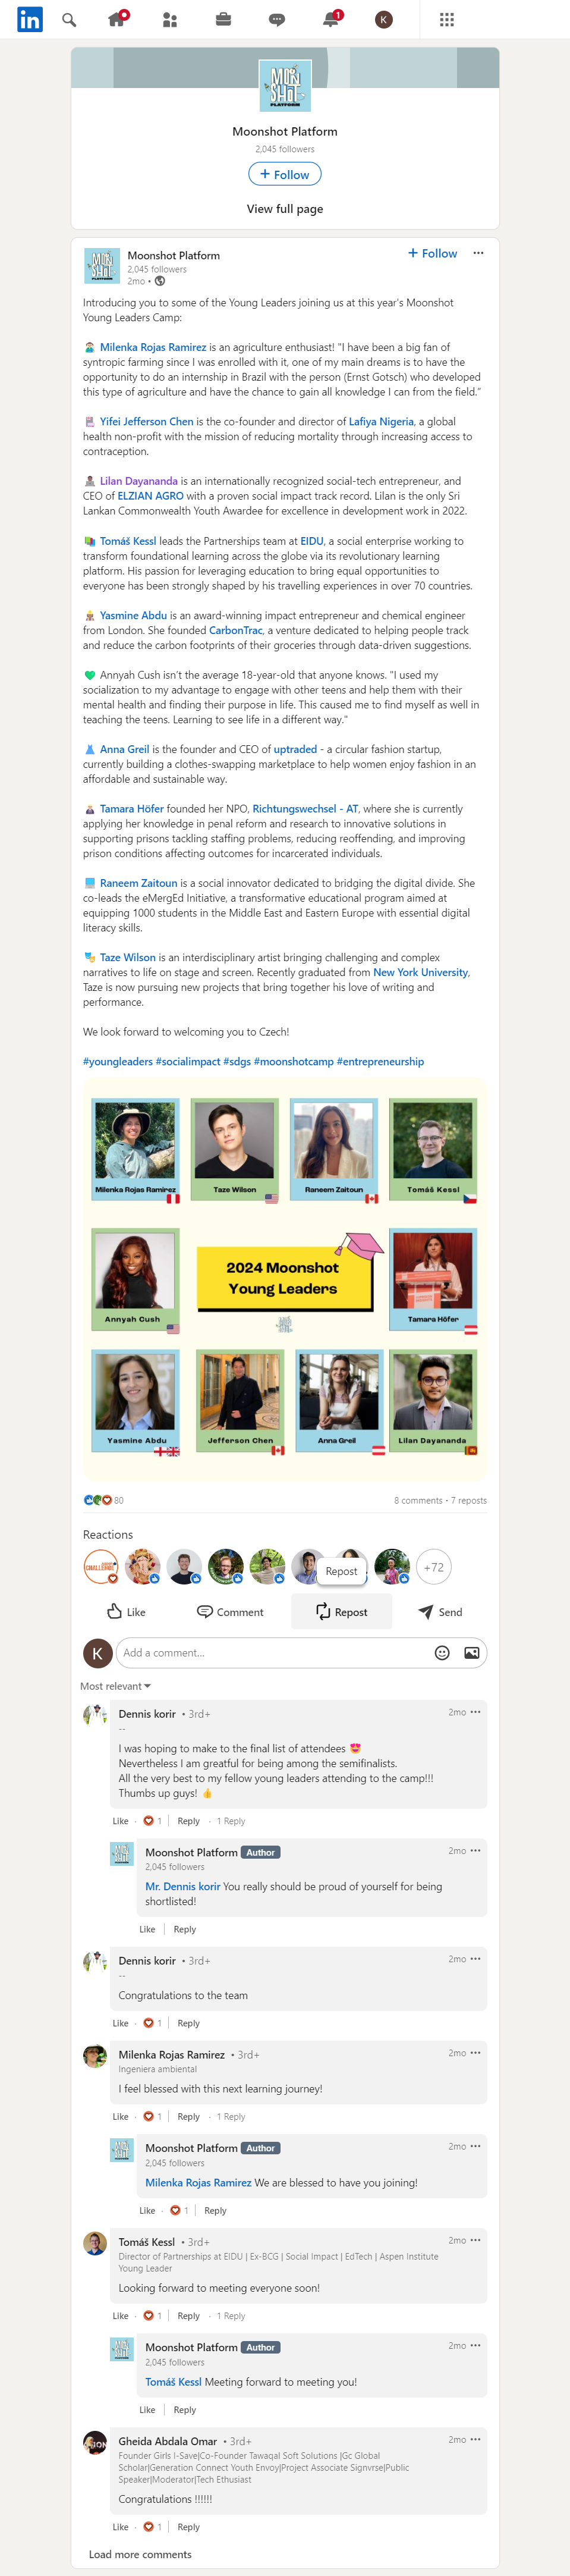 in
1
K
MOONSHOT
PLATFORM
Moonshot Platform
2,045 followers
+ Follow
View full page
Moonshot Platform
+ Follow
2,045 followers
2mo •
Introducing you to some of the Young Leaders joining us at this year's Moonshot
Young Leaders Camp:
Milenka Rojas Ramirez is an agriculture enthusiast! "I have been a big fan of
syntropic farming since I was enrolled with it, one of my main dreams is to have the
opportunity to do an internship in Brazil with the person (Ernst Gotsch) who developed
this type of agriculture and have the chance to gain all knowledge I can from the field."
Yifei Jefferson Chen is the co-founder and director of Lafiya Nigeria, a global
health non-profit with the mission of reducing mortality through increasing access to
contraception.
Lilan Dayananda is an internationally recognized social-tech entrepreneur, and
CEO of ELZIAN AGRO with a proven social impact track record. Lilan is the only Sri
Lankan Commonwealth Youth Awardee for excellence in development work in 2022.
Tomáš Kessl leads the Partnerships team at EIDU, a social enterprise working to
transform foundational learning across the globe via its revolutionary learning
platform. His passion for leveraging education to bring equal opportunities to
everyone has been strongly shaped by his travelling experiences in over 70 countries.
Yasmine Abdu is an award-winning impact entrepreneur and chemical engineer
from London. She founded CarbonTrac, a venture dedicated to helping people track
and reduce the carbon footprints of their groceries through data-driven suggestions.
Annyah Cush isn't the average 18-year-old that anyone knows. "I used my
socialization to my advantage to engage with other teens and help them with their
mental health and finding their purpose in life. This caused me to find myself as well in
teaching the teens. Learning to see life in a different way."
Anna Greil is the founder and CEO of uptraded - a circular fashion startup,
currently building a clothes-swapping marketplace to help women enjoy fashion in an
affordable and sustainable way.
Tamara Höfer founded her NPO, Richtungswechsel - AT, where she is currently
applying her knowledge in penal reform and research to innovative solutions in
supporting prisons tackling staffing problems, reducing reoffending, and improving
prison conditions affecting outcomes for incarcerated individuals.
Raneem Zaitoun is a social innovator dedicated to bridging the digital divide. She
co-leads the eMergEd Initiative, a transformative educational program aimed at
equipping 1000 students in the Middle East and Eastern Europe with essential digital
literacy skills.
Taze Wilson is an interdisciplinary artist bringing challenging and complex
narratives to life on stage and screen. Recently graduated from New York University,
Taze is now pursuing new projects that bring together his love of writing and
performance.
We look forward to welcoming you to Czech!
#youngleaders #socialimpact #sdgs #moonshotcamp #entrepreneurship
Milenka Rojas Ramirez
Taze Wilson
Raneem Zaitoun
Tomáš Kessl
2024 Moonshot
Young Leaders
Annyah Cush
Tamara Höfer
Yasmine Abdu
Jefferson Chen
Anna Greil
Lilan Dayananda
80
8 comments • 7 reposts
Reactions
CHALLENGE
+72
Repost
Like
Comment
Repost
Send
K
Add a comment...
Most relevant
Dennis korir • 3rd+
2mo
--
I was hoping to make to the final list of attendees 😍
Nevertheless I am greatful for being among the semifinalists.
All the very best to my fellow young leaders attending to the camp!!!
Thumbs up guys! 👍
Like · 1 | Reply · 1 Reply
Moonshot Platform Author
2mo
2,045 followers
Mr. Dennis korir You really should be proud of yourself for being
shortlisted!
Like | Reply
Dennis korir • 3rd+
2mo
--
Congratulations to the team
Like · 1 | Reply
Milenka Rojas Ramirez • 3rd+
2mo
Ingeniera ambiental
I feel blessed with this next learning journey!
Like · 1 | Reply · 1 Reply
Moonshot Platform Author
2mo
2,045 followers
Milenka Rojas Ramirez We are blessed to have you joining!
Like · 1 | Reply
Tomáš Kessl • 3rd+
2mo
Director of Partnerships at EIDU | Ex-BCG | Social Impact | EdTech | Aspen Institute
Young Leader
Looking forward to meeting everyone soon!
Like · 1 | Reply · 1 Reply
Moonshot Platform Author
2mo
2,045 followers
Tomáš Kessl Meeting forward to meeting you!
Like | Reply
Gheida Abdala Omar • 3rd+
2mo
Founder Girls I-Save|Co-Founder Tawaqal Soft Solutions |Gc Global
Scholar|Generation Connect Youth Envoy|Project Associate Signvrse|Public
Speaker|Moderator|Tech Ethusiast
Congratulations !!!!!!
Like · 1 | Reply
Load more comments